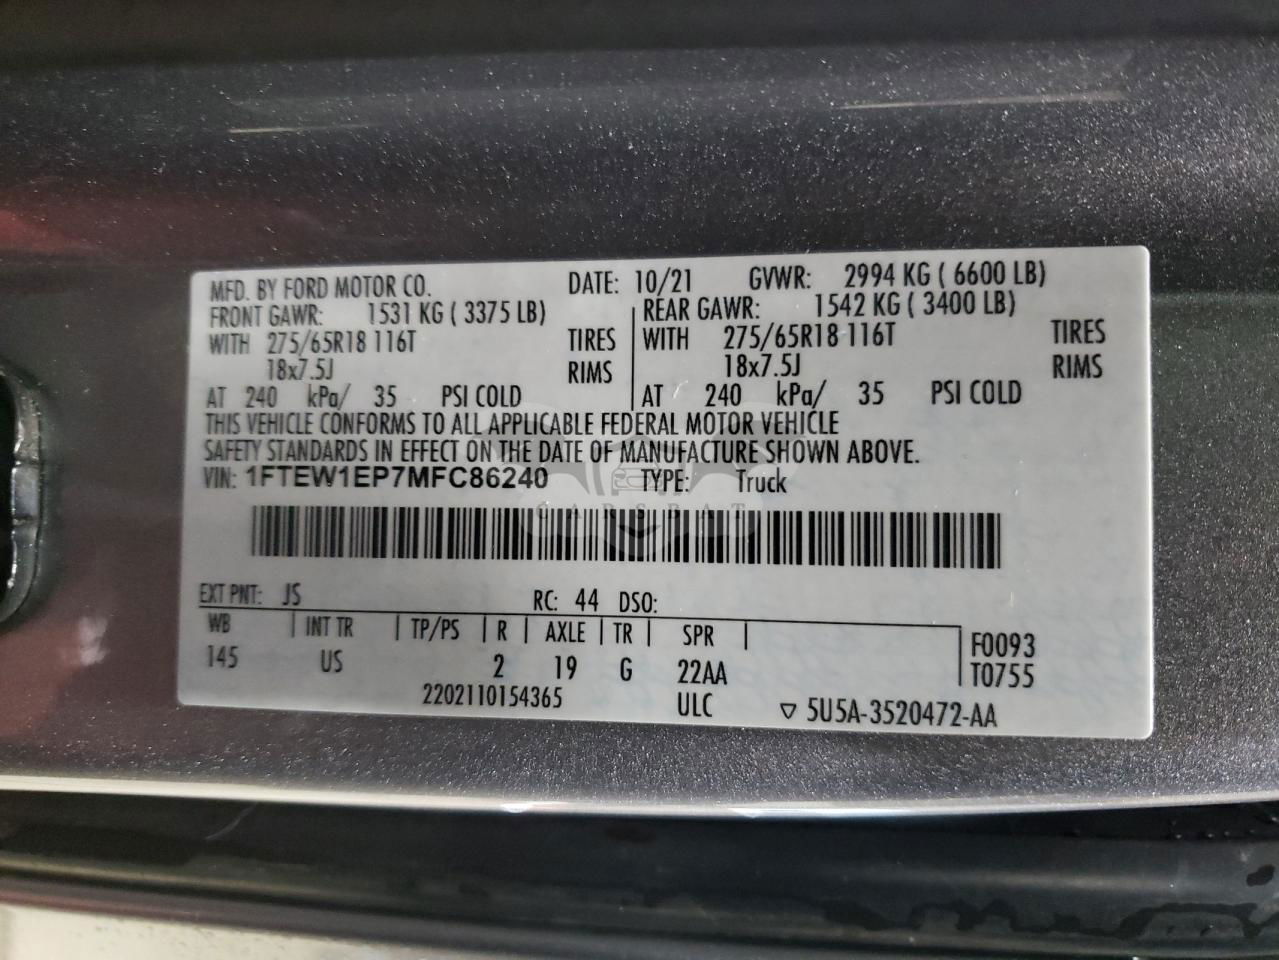 MFD. BY FORD MOTOR CO. DATE: 10/21 GVWR: 2994 KG ( 6600 LB)
FRONT GAWR: 1531 KG ( 3375 LB) REAR GAWR: 1542 KG ( 3400 LB)
WITH 275/65R18 116T TIRES WITH 275/65R18 116T TIRES
18x7.5J RIMS 18x7.5J RIMS
AT 240 kPa/ 35 PSI COLD AT 240 kPa/ 35 PSI COLD
THIS VEHICLE CONFORMS TO ALL APPLICABLE FEDERAL MOTOR VEHICLE
SAFETY STANDARDS IN EFFECT ON THE DATE OF MANUFACTURE SHOWN ABOVE.
VIN: 1FTEW1EP7MFC86240 TYPE: Truck
CARSBAT
EXT PNT: JS RC: 44 DSO:
WB INT TR TP/PS R AXLE TR SPR F0093
145 US 2 19 G 22AA T0755
2202110154365 ULC ▽ 5U5A-3520472-AA